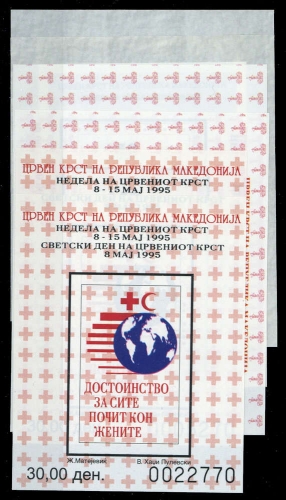 ЦРВЕН КРСТ НА РЕПУБЛИКА МАКЕДОНИЈА
НЕДЕЛА НА ЦРВЕНИОТ КРСТ
8 - 15 МАЈ 1995
ЦРВЕН КРСТ НА РЕПУБЛИКА МАКЕДОНИЈА
НЕДЕЛА НА ЦРВЕНИОТ КРСТ
8 - 15 МАЈ 1995
СВЕТСКИ ДЕН НА ЦРВЕНИОТ КРСТ
8 МАЈ 1995
ДОСТОИНСТВО
ЗА СИТЕ
ПОЧИТ КОН
ЖЕНИТЕ
Ж.Матевкиќ В. Хаџи Пулевски
30,00 ден. 0022770